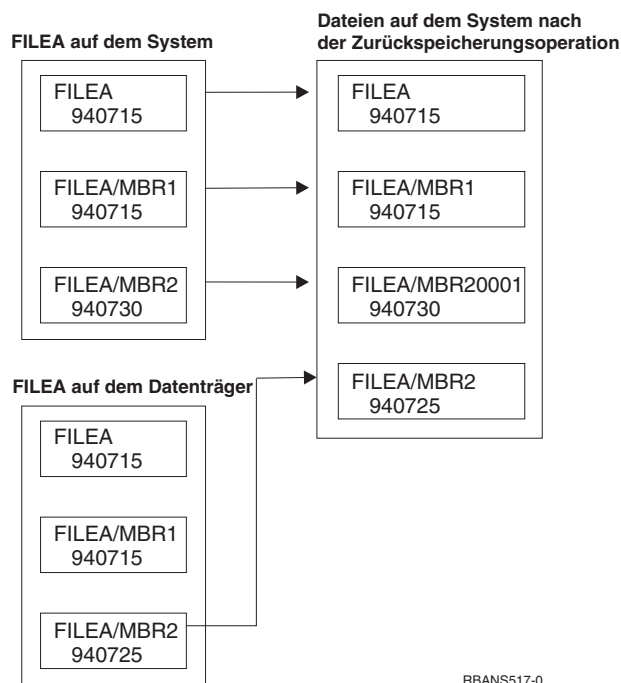 FILEA auf dem System
FILEA
940715
FILEA/MBR1
940715
FILEA/MBR2
940730
FILEA auf dem Datenträger
FILEA
940715
FILEA/MBR1
940715
FILEA/MBR2
940725
Dateien auf dem System nach
der Zurückspeicherungsoperation
FILEA
940715
FILEA/MBR1
940715
FILEA/MBR20001
940730
FILEA/MBR2
940725
RBANS517-0